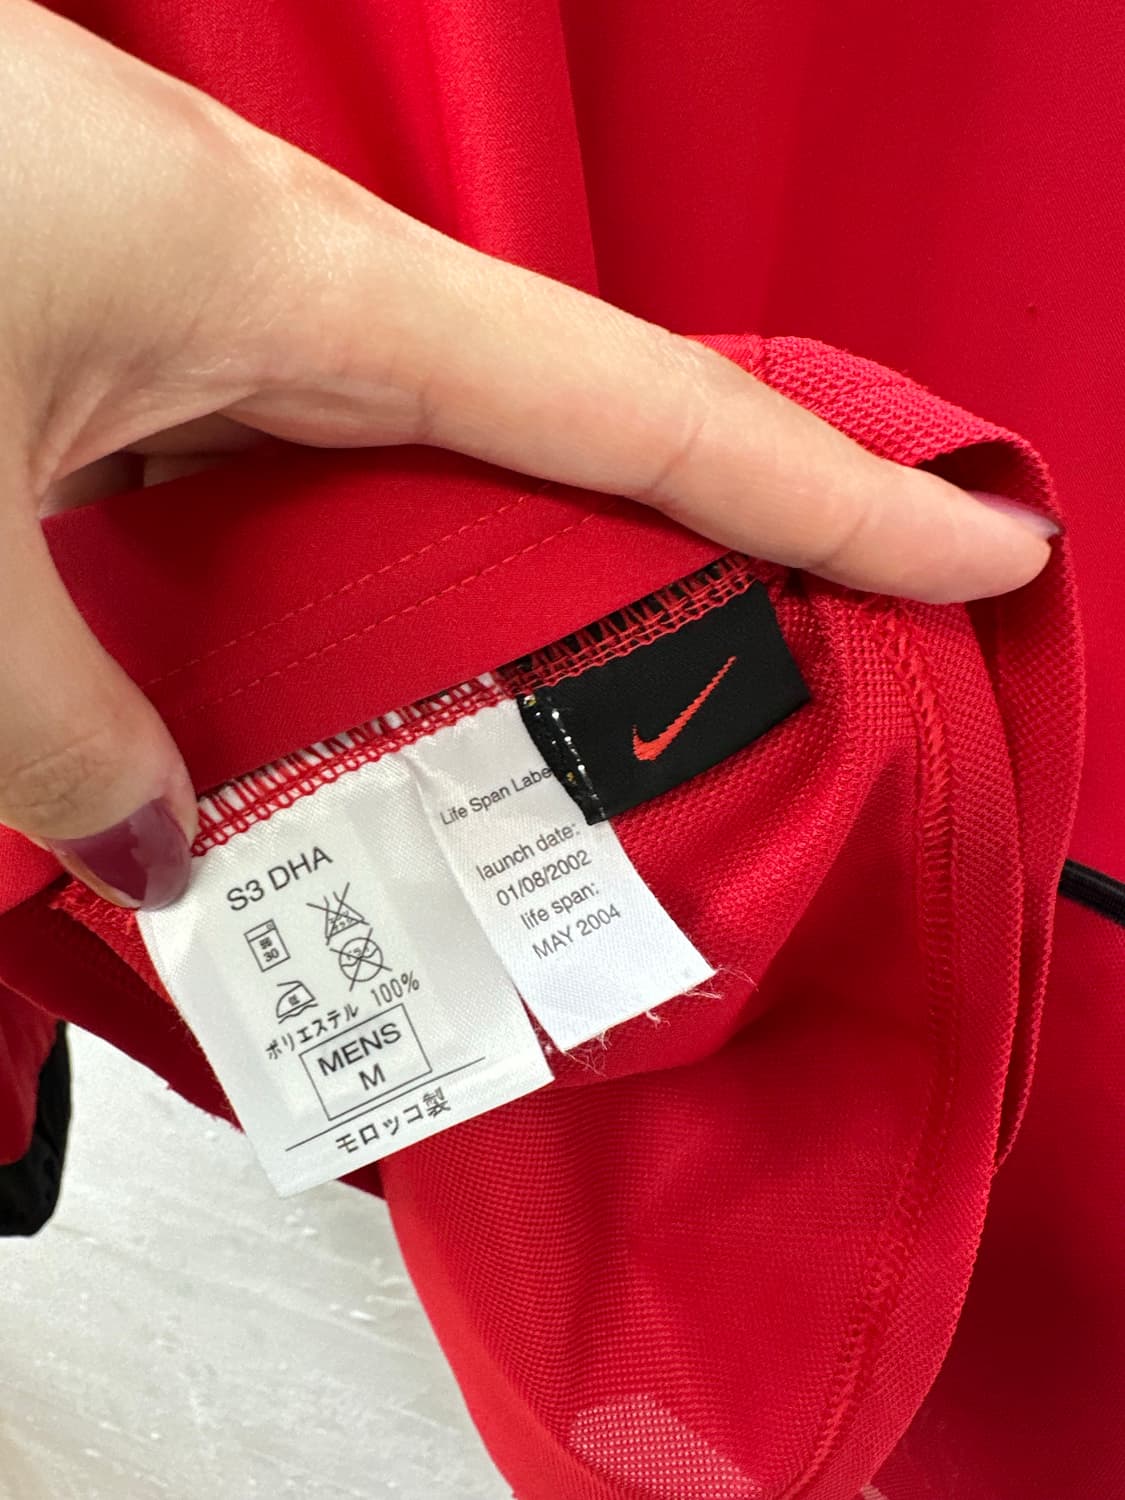 S3 DHA
30
ポリエステル 100%
MENS
M
モロッコ製
Life Span Labe
launch date:
01/08/2002
life span:
MAY 2004